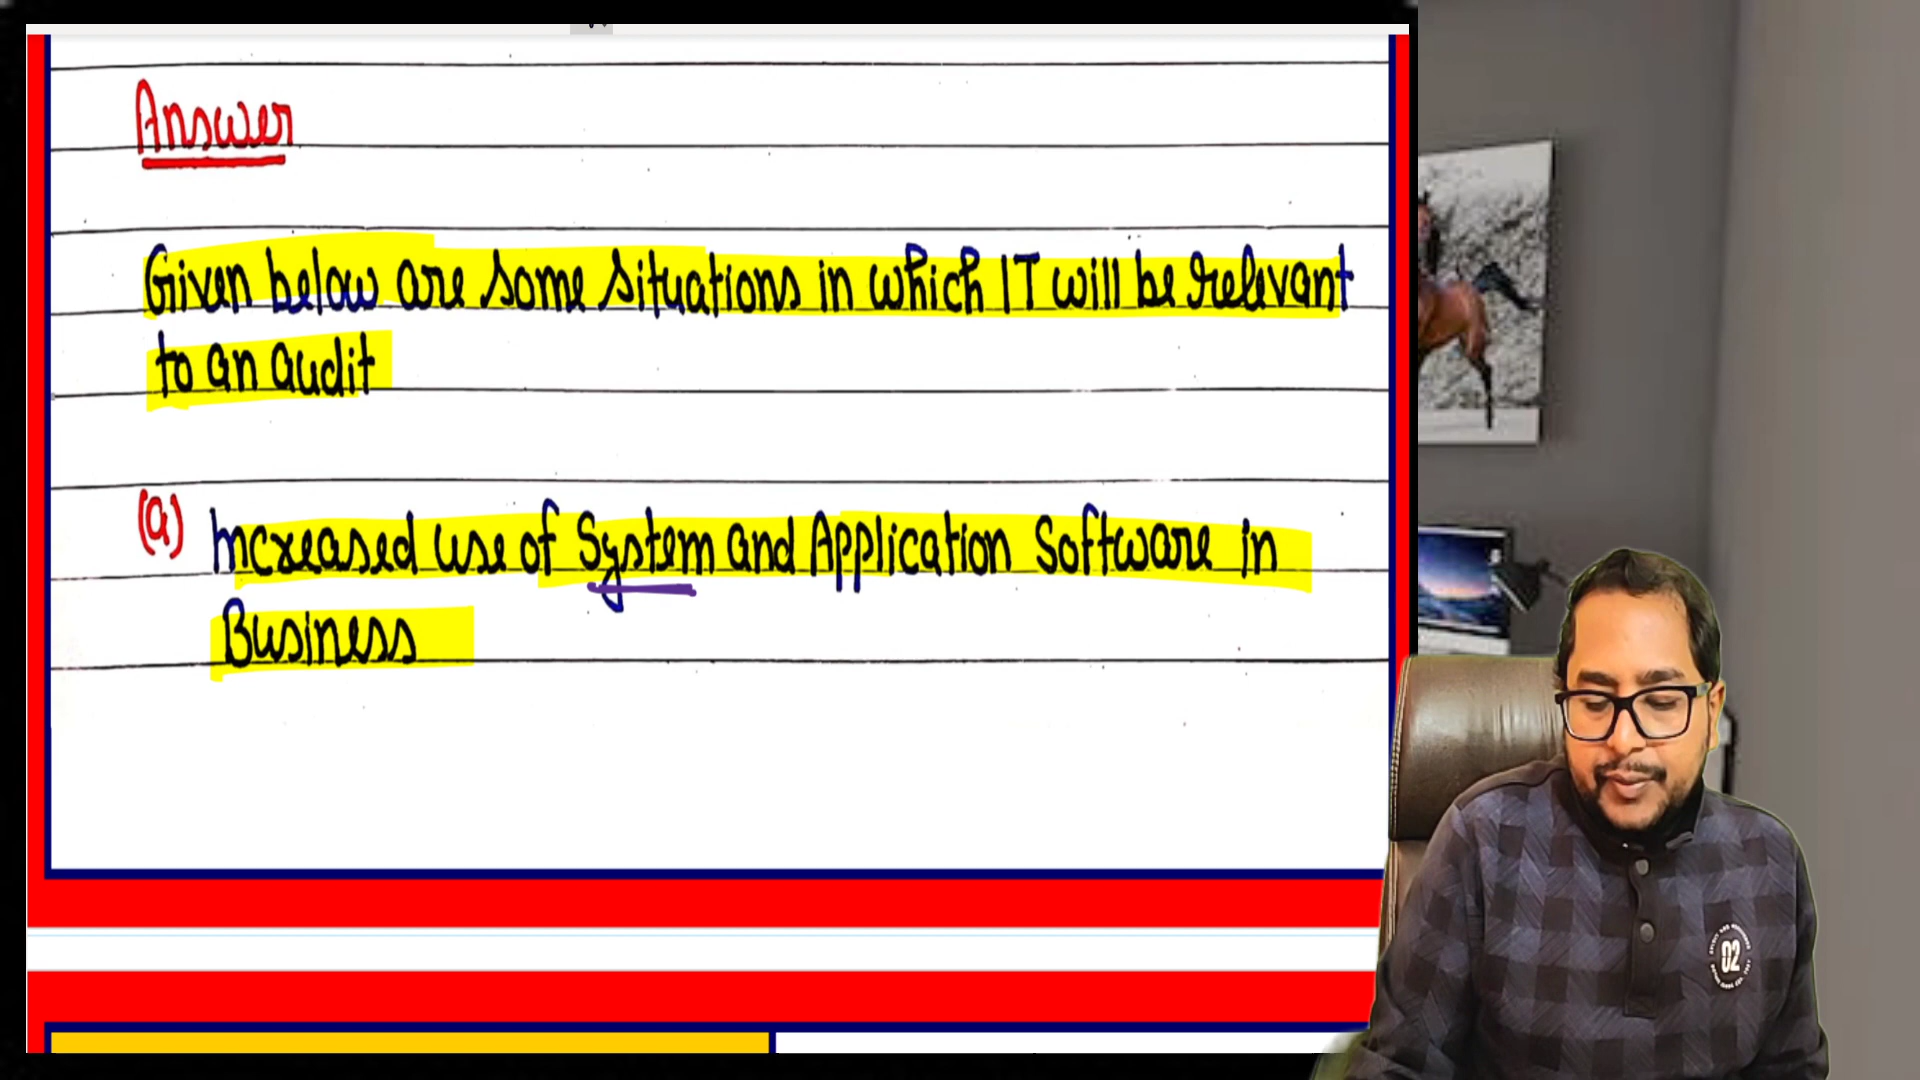 Answer
Given below are some situations in which IT will be relevant
to an audit
(a) Increased use of System and Application Software in
Business
02